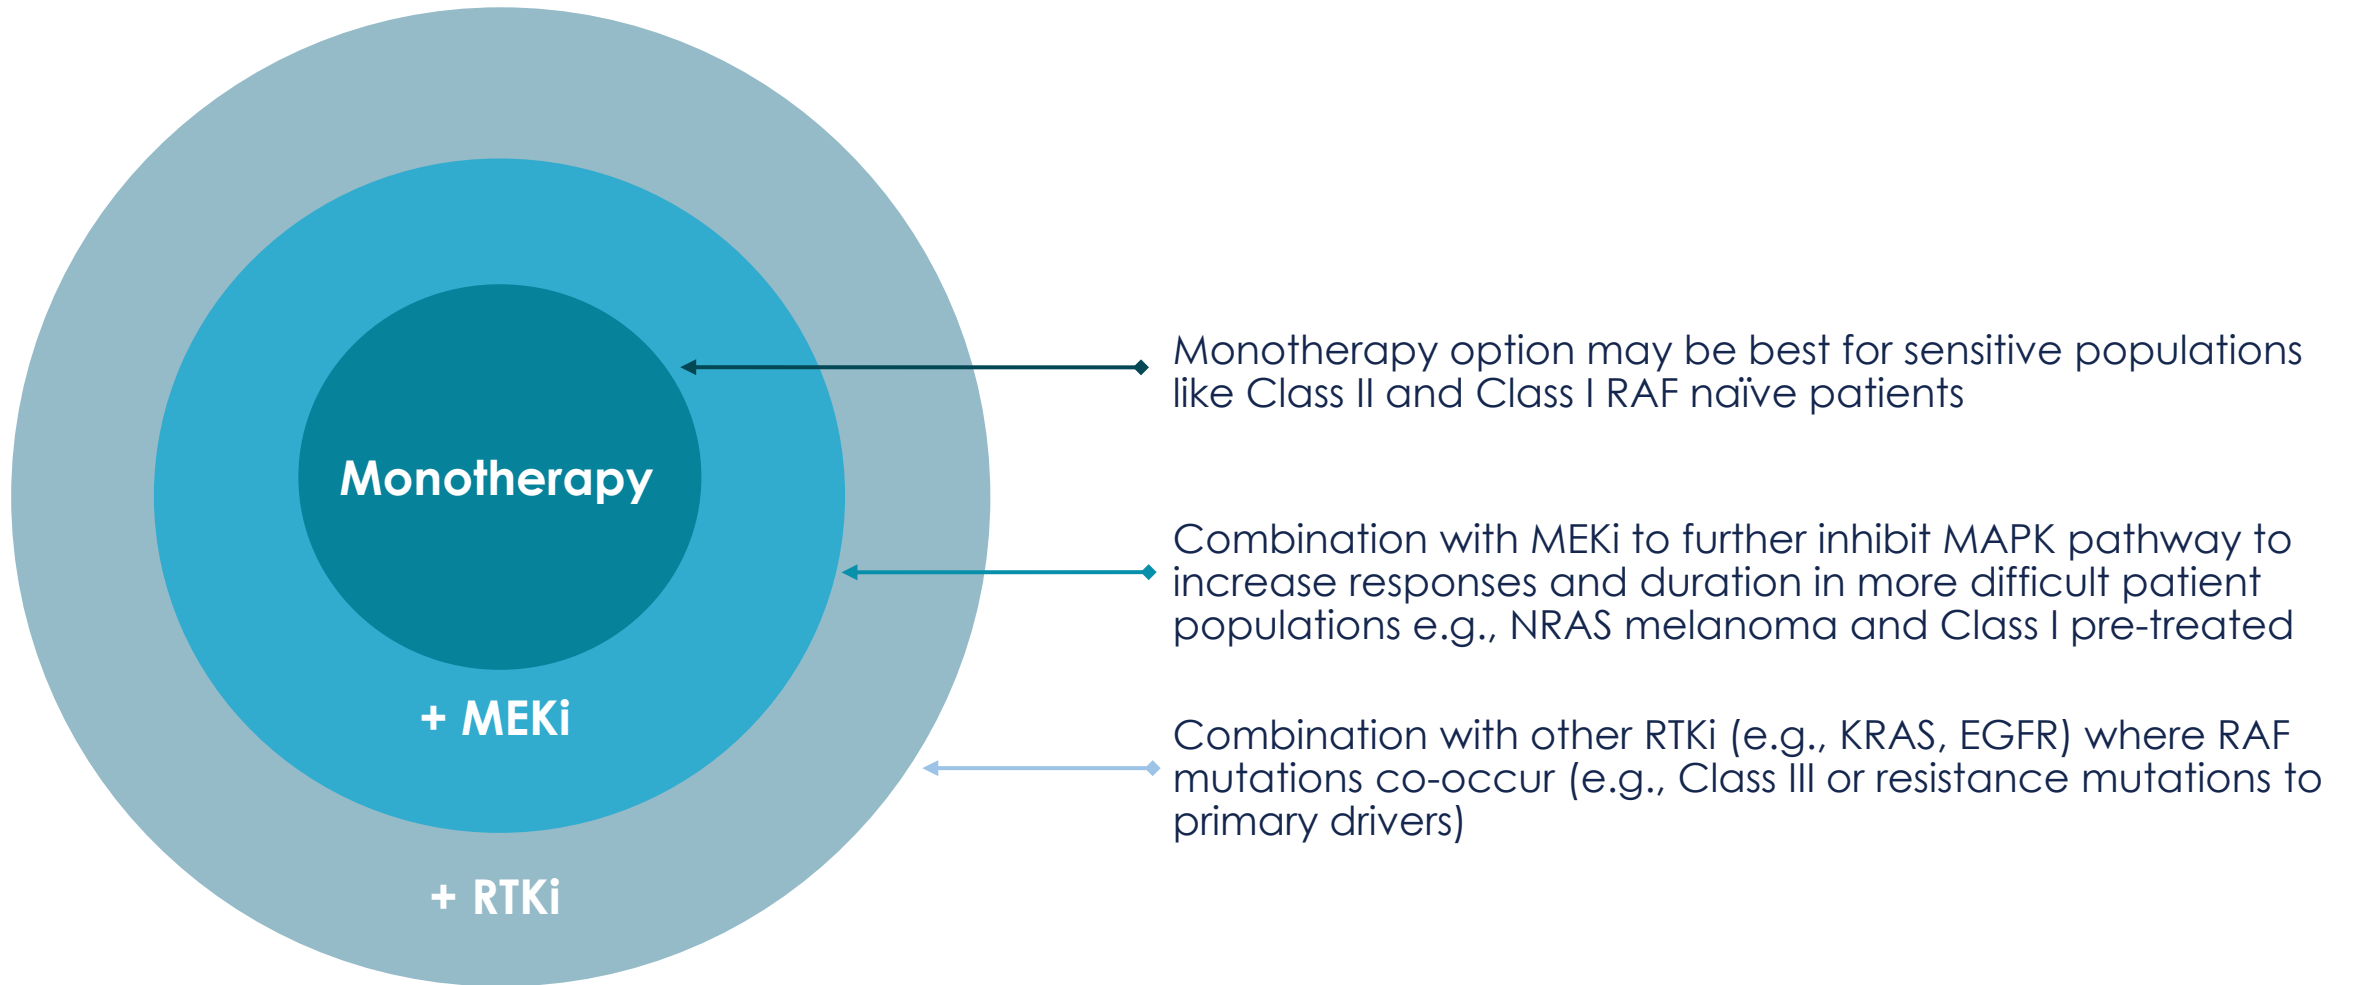 Monotherapy
+ MEKi
+ RTKi
Monotherapy option may be best for sensitive populations
like Class II and Class I RAF naïve patients
Combination with MEKi to further inhibit MAPK pathway to
increase responses and duration in more difficult patient
populations e.g., NRAS melanoma and Class I pre-treated
Combination with other RTKi (e.g., KRAS, EGFR) where RAF
mutations co-occur (e.g., Class III or resistance mutations to
primary drivers)